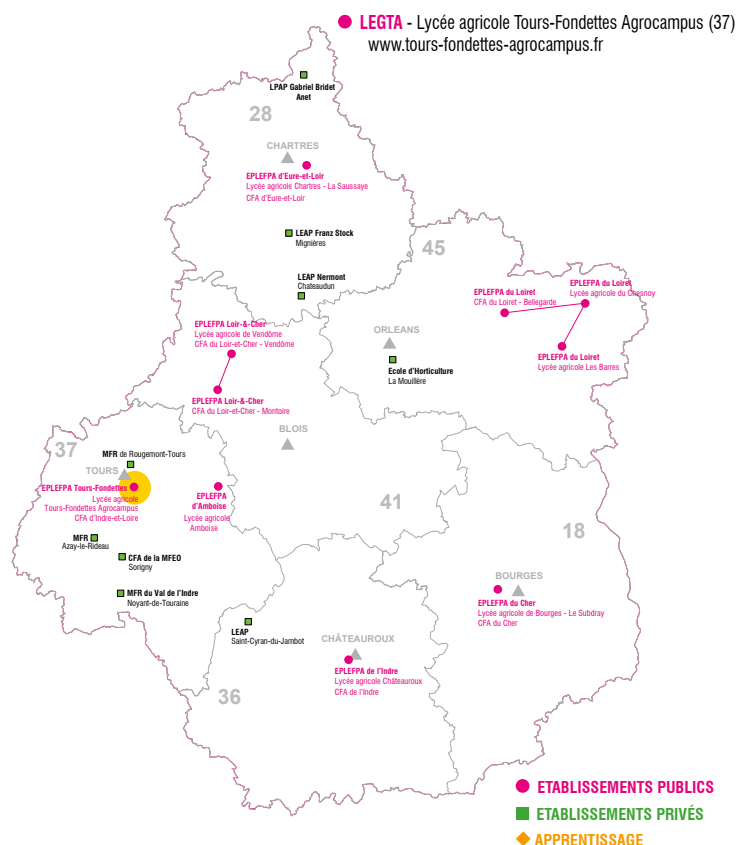 LEGTA - Lycée agricole Tours-Fondettes Agrocampus (37)
www.tours-fondettes-agrocampus.fr
LPAP Gabriel Bridet
Anet
28
CHARTRES
EPLEFPA d'Eure-et-Loir
Lycée agricole Chartres - La Saussaye
CFA d'Eure-et-Loir
LEAP Franz Stock
Mignières
45
LEAP Nermont
Chateaudun
EPLEFPA du Loiret
CFA du Loiret - Bellegarde
EPLEFPA du Loiret
Lycée agricole du Chesnoy
EPLEFPA Loir-&-Cher
Lycée agricole de Vendôme
CFA du Loir-et-Cher - Vendôme
ORLEANS
Ecole d'Horticulture
La Mouillère
EPLEFPA du Loiret
Lycée agricole Les Barres
EPLEFPA Loir-&-Cher
CFA du Loir-et-Cher - Montoire
BLOIS
37
MFR de Rougemont-Tours
TOURS
EPLEFPA Tours-Fondettes
Lycée agricole
Tours-Fondettes Agrocampus
CFA d'Indre-et-Loire
EPLEFPA
d'Amboise
Lycée agricole
Amboise
41
18
MFR
Azay-le-Rideau
CFA de la MFEO
Sorigny
BOURGES
EPLEFPA du Cher
Lycée agricole de Bourges - Le Subdray
CFA du Cher
MFR du Val de l'Indre
Noyant-de-Touraine
LEAP
Saint-Cyran-du-Jambot
CHÂTEAUROUX
EPLEFPA de l'Indre
Lycée agricole Châteauroux
CFA de l'Indre
36
ETABLISSEMENTS PUBLICS
ETABLISSEMENTS PRIVÉS
APPRENTISSAGE